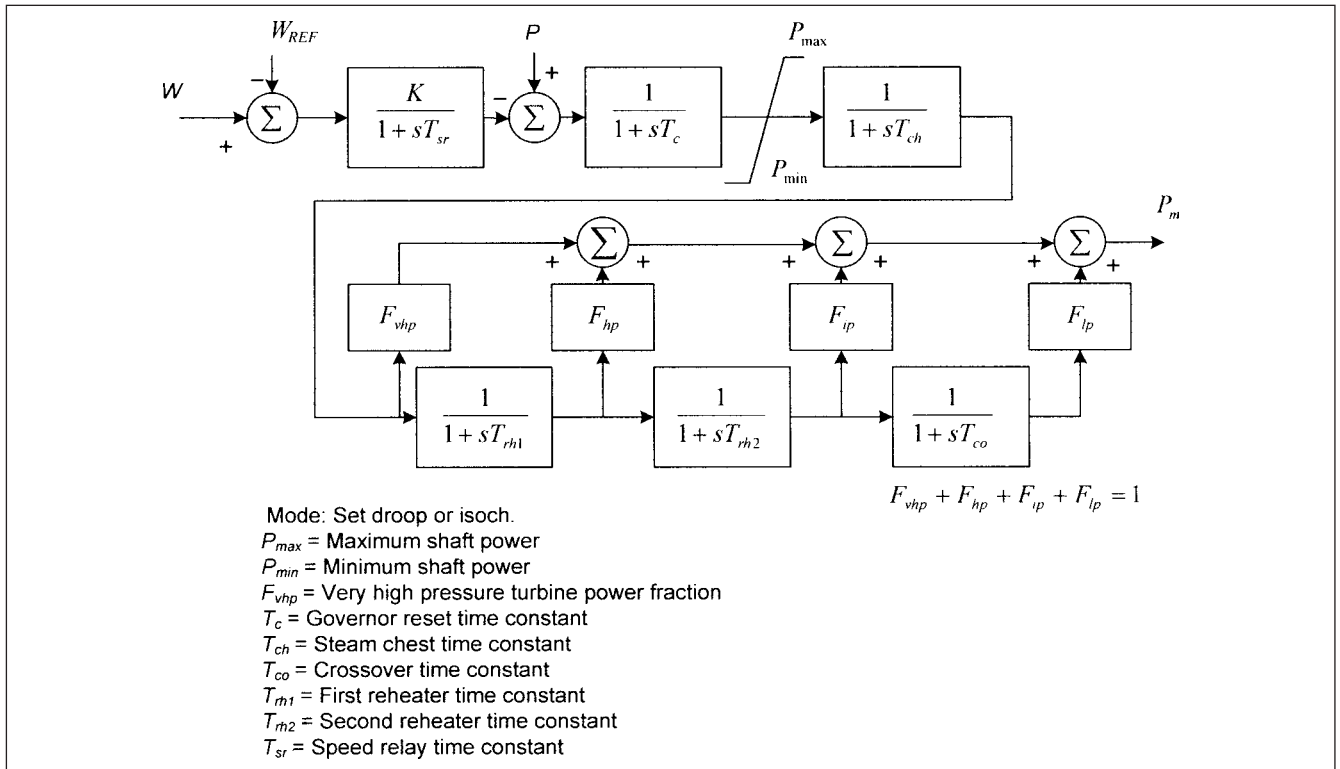 W_REF
P
P_max
W
−
+
Σ
K
1 + sT_sr
−
+
Σ
1
1 + sT_c
P_min
1
1 + sT_ch
P_m
Σ
Σ
Σ
+
+
+
+
+
+
F_vhp
F_hp
F_ip
F_lp
1
1 + sT_rh1
1
1 + sT_rh2
1
1 + sT_co
F_vhp + F_hp + F_ip + F_lp = 1
Mode: Set droop or isoch.
P_max = Maximum shaft power
P_min = Minimum shaft power
F_vhp = Very high pressure turbine power fraction
T_c = Governor reset time constant
T_ch = Steam chest time constant
T_co = Crossover time constant
T_rh1 = First reheater time constant
T_rh2 = Second reheater time constant
T_sr = Speed relay time constant